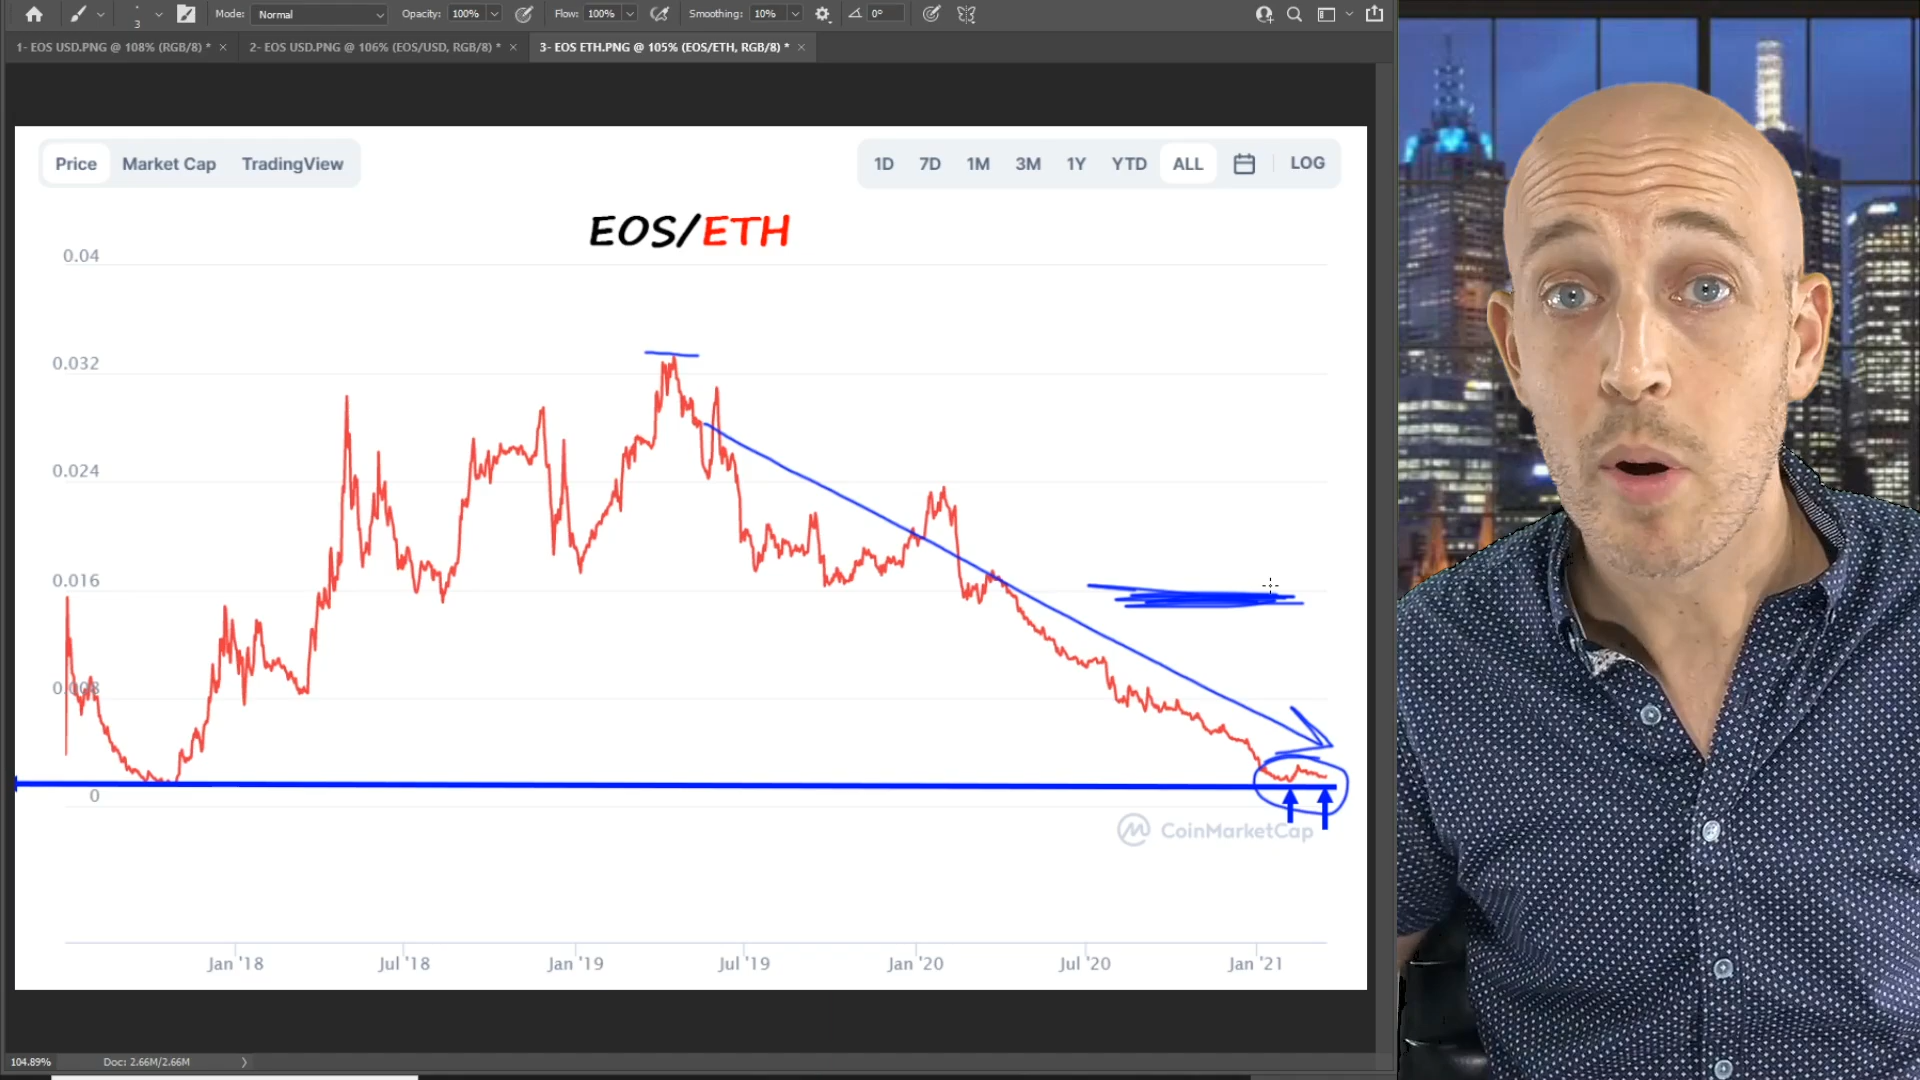 3 Mode: Normal Opacity: 100% Flow: 100% Smoothing: 10% 0°
1- EOS USD.PNG @ 108% (RGB/8) * × 2- EOS USD.PNG @ 106% (EOS/USD, RGB/8) * × 3- EOS ETH.PNG @ 105% (EOS/ETH, RGB/8) * ×
Price Market Cap TradingView 1D 7D 1M 3M 1Y YTD ALL LOG
EOS/ETH
0.04
0.032
0.024
0.016
0.008
0
CoinMarketCap
Jan '18 Jul '18 Jan '19 Jul '19 Jan '20 Jul '20 Jan '21
104.89% Doc: 2.66M/2.66M